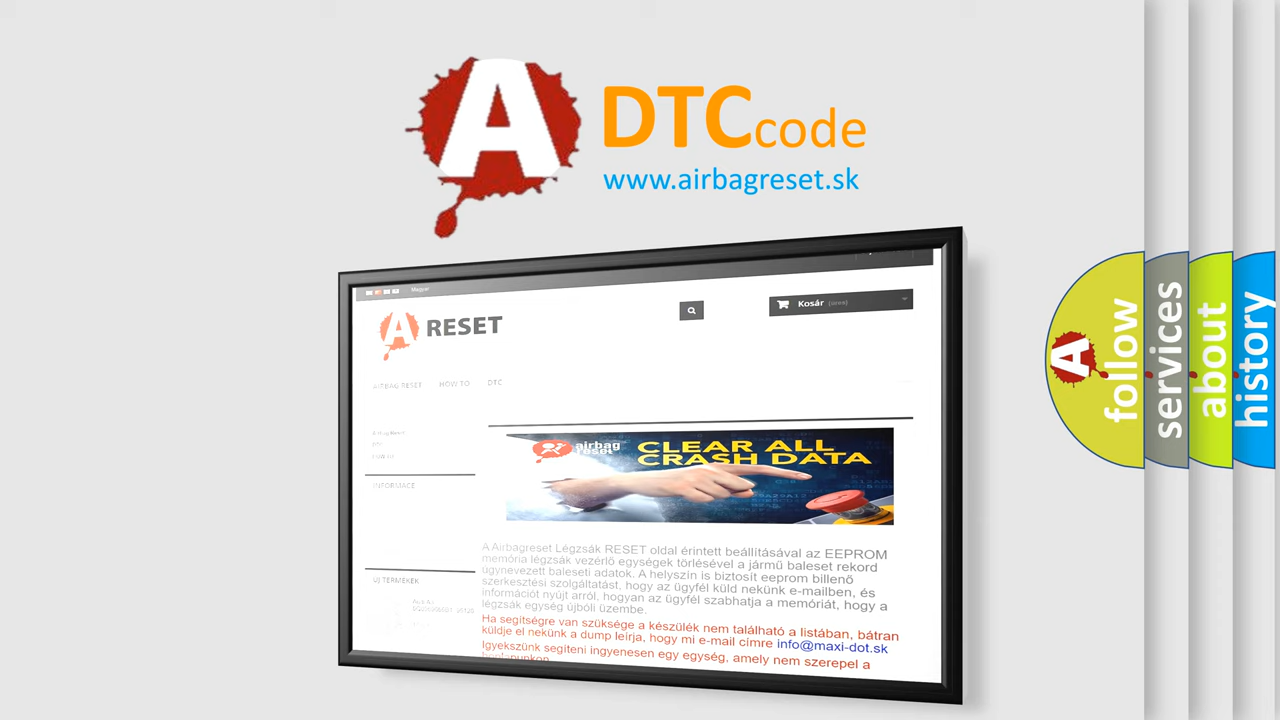 A
DTCcode
www.airbagreset.sk
Magyar
A RESET
Kosár (üres)
AIRBAG RESET HOW TO DTC
airbag reset
CLEAR ALL
CRASH DATA
DTC
INFORMACE
A Airbagreset Légzsák RESET oldal érintett beállításával az EEPROM
memória légzsák vezérlő egységek törlésével a jármű baleset rekord
úgynevezett baleseti adatok. A helyszín is biztosít eeprom billenő
szerkesztési szolgáltatást, hogy az ügyfél küld nekünk e-mailben, és
információt nyújt arról, hogyan az ügyfél szabhatja a memóriát, hogy a
légzsák egység újbóli üzembe.
Ha segítségre van szüksége a készülék nem található a listában, bátran
küldje el nekünk a dump leírja, hogy mi e-mail címre info@maxi-dot.sk
Igyekszünk segíteni ingyenesen egy egység, amely nem szerepel a
ÚJ TERMÉKEK
A
follow
services
about
history